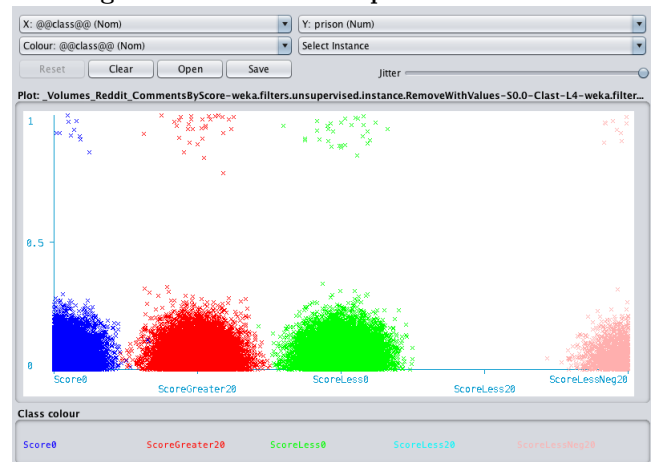 X: @@class@@ (Nom) Y: prison (Num)
Colour: @@class@@ (Nom) Select Instance
Reset Clear Open Save Jitter
Plot: _Volumes_Reddit_CommentsByScore-weka.filters.unsupervised.instance.RemoveWithValues-S0.0-Clast-L4-weka.filter...
1
0.5
0
Score0 ScoreGreater20 ScoreLess0 ScoreLess20 ScoreLessNeg20
Class colour
Score0 ScoreGreater20 ScoreLess0 ScoreLess20 ScoreLessNeg20